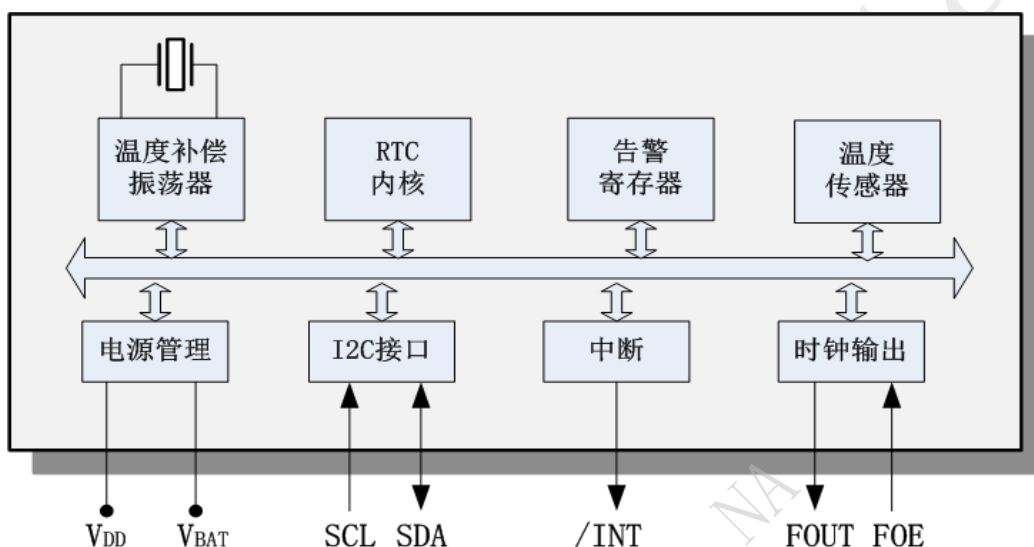 温度补偿
振荡器
RTC
内核
告警
寄存器
温度
传感器
电源管理
I2C接口
中断
时钟输出
VDD
VBAT
SCL
SDA
/INT
FOUT
FOE
NA